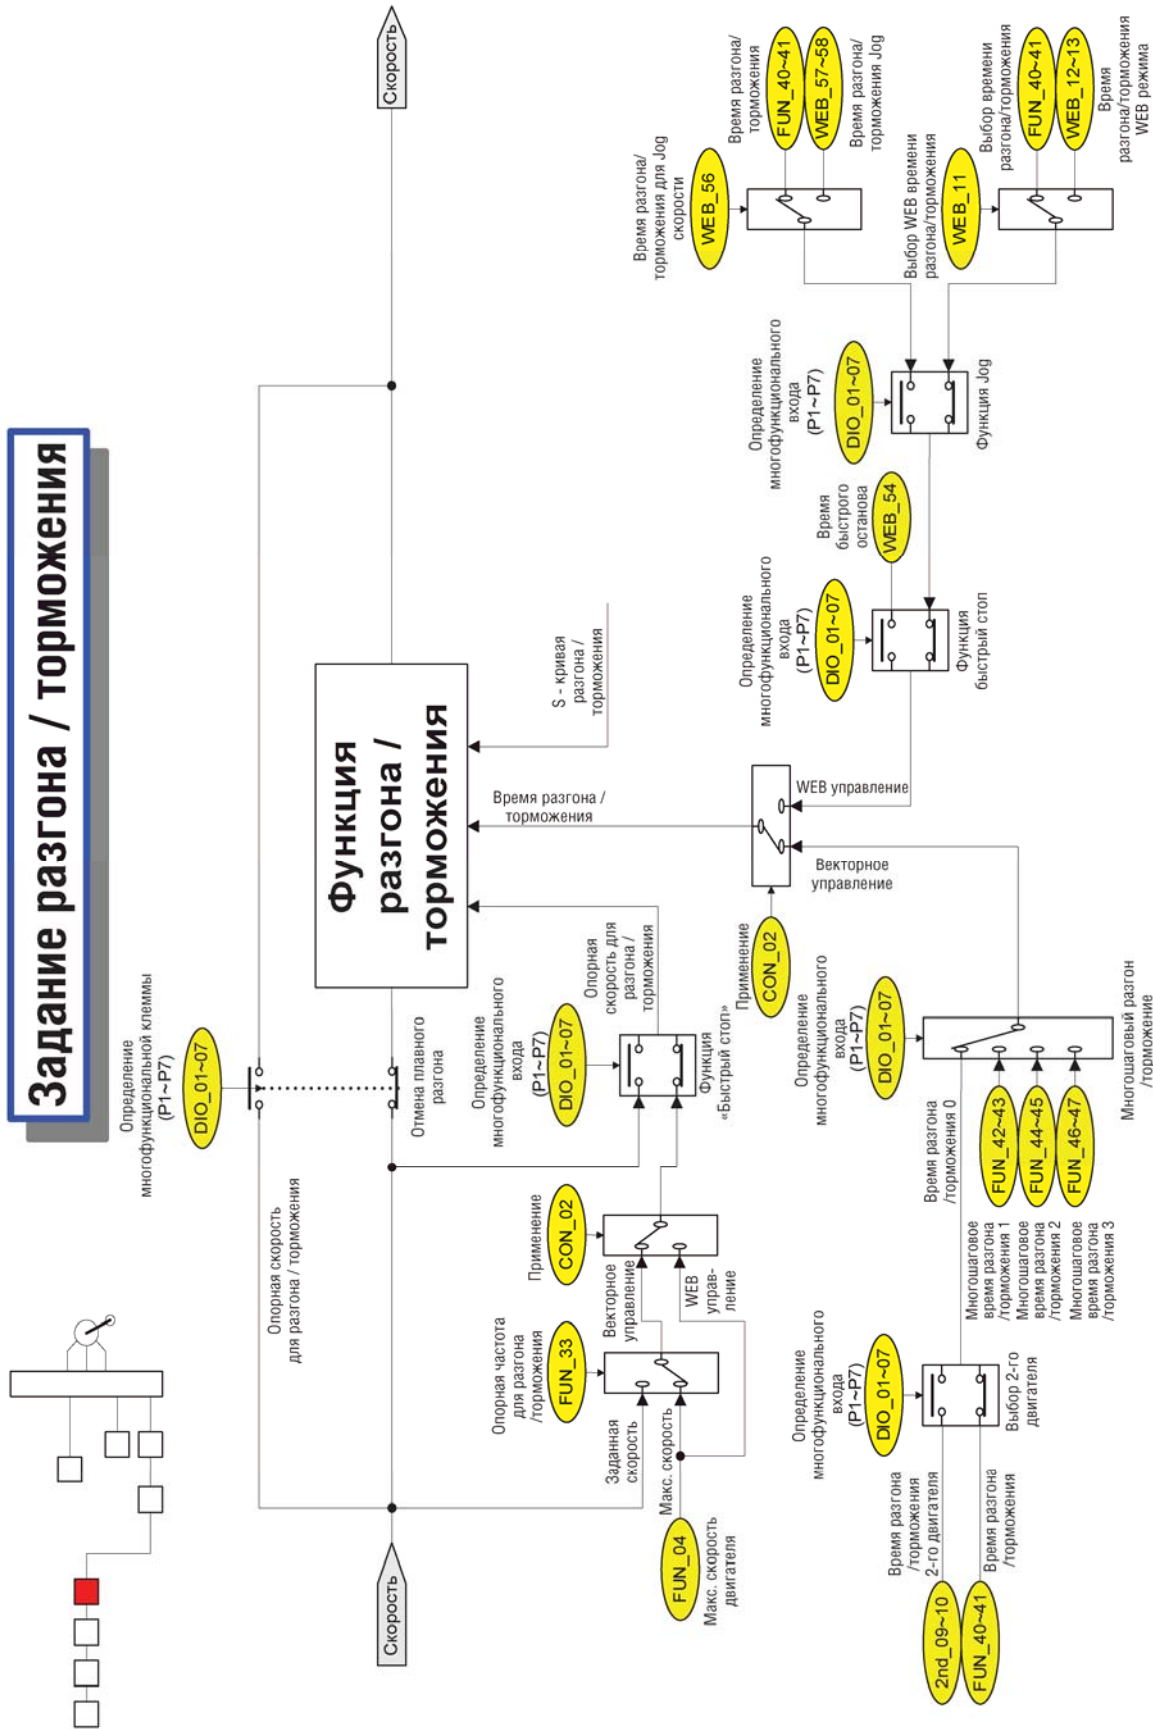 Задание разгона / торможения
Определение
многофункциональной клеммы
(P1~P7)
DIO_01~07
Опорная скорость
для разгона / торможения
Скорость
Отмена плавного
разгона
Функция
разгона /
торможения
Скорость
Опорная частота
для разгона
/торможения
FUN_33
Заданная
скорость
Макс. скорость
FUN_04
Макс. скорость
двигателя
Применение
CON_02
Векторное
управление
WEB
управ-
ление
Определение
многофункционального
входа
(P1~P7)
DIO_01~07
Функция
«Быстрый стоп»
Опорная
скорость для
разгона /
торможения
Время разгона /
торможения
S - кривая
разгона /
торможения
Применение
CON_02
Векторное
управление
WEB управление
Определение
многофункционального
входа
(P1~P7)
DIO_01~07
Время разгона
/торможения
2-го двигателя
2nd_09~10
FUN_40~41
Время разгона
/торможения
Выбор 2-го
двигателя
Время разгона
/торможения 0
Определение
многофункционального
входа
(P1~P7)
DIO_01~07
FUN_42~43
FUN_44~45
FUN_46~47
Многошаговое
время разгона
/торможения 1
Многошаговое
время разгона
/торможения 2
Многошаговое
время разгона
/торможения 3
Многошаговый разгон
/торможение
Определение
многофункционального
входа
(P1~P7)
DIO_01~07
Время
быстрого
останова
WEB_54
Функция
быстрый стоп
Определение
многофункционального
входа
(P1~P7)
DIO_01~07
Функция Jog
Время разгона/
торможения для Jog
скорости
WEB_56
Время разгона/
торможения
FUN_40~41
WEB_57~58
Время разгона/
торможения Jog
Выбор WEB времени
разгона/торможения
WEB_11
Выбор времени
разгона/торможения
FUN_40~41
WEB_12~13
Время
разгона/торможения
WEB режима